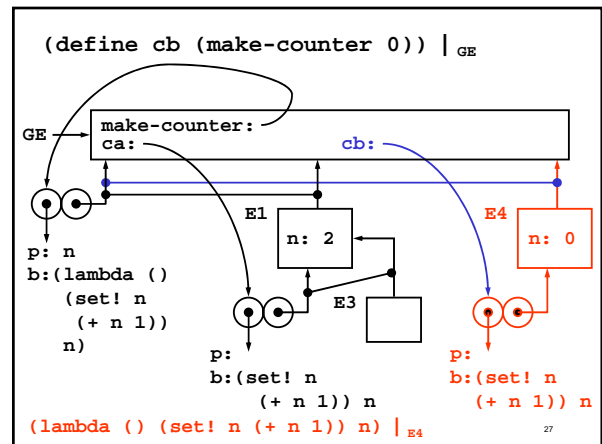 (define cb (make-counter 0)) | GE
make-counter:
GE
ca:
cb:
E1
E4
n: 2
n: 0
p: n
b:(lambda ()
(set! n
(+ n 1))
n)
E3
p:
b:(set! n
(+ n 1)) n
p:
b:(set! n
(+ n 1)) n
(lambda () (set! n (+ n 1)) n) | E4
27